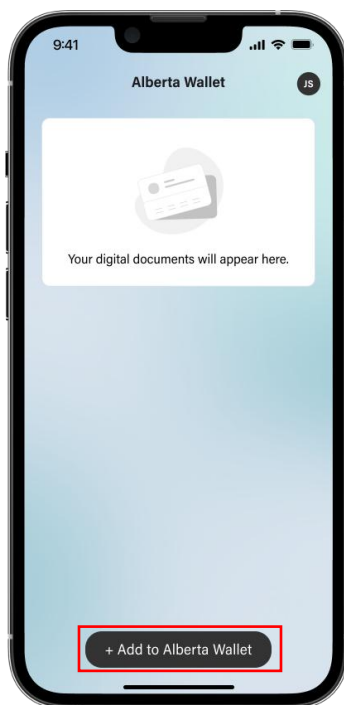 9:41
Alberta Wallet
JS
Your digital documents will appear here.
+ Add to Alberta Wallet